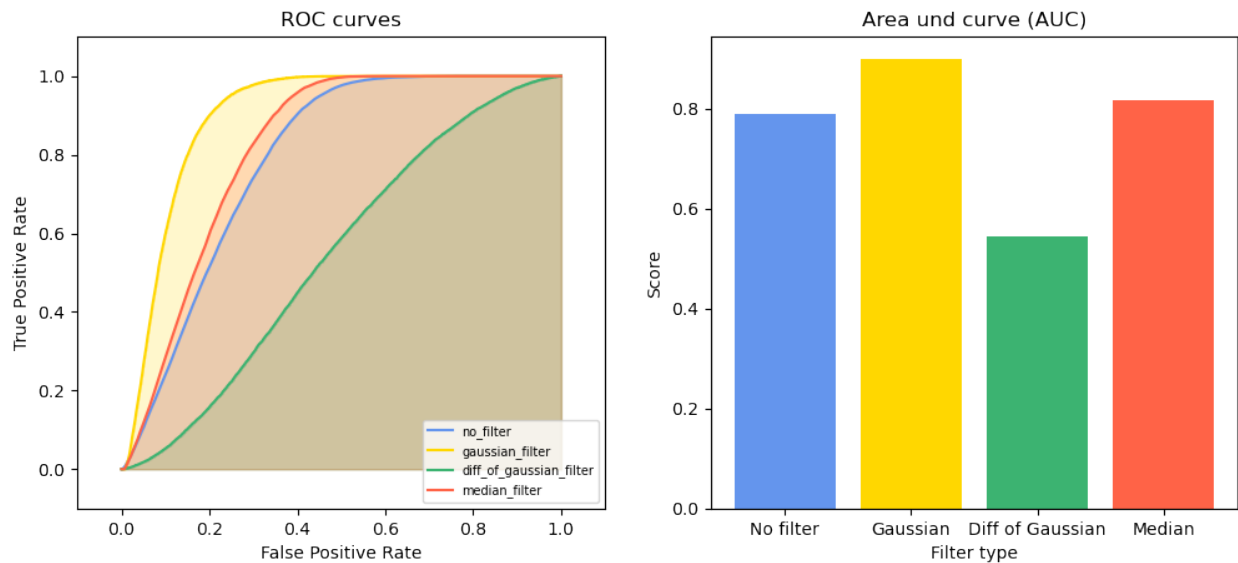 ROC curves
True Positive Rate
1.0
0.8
0.6
0.4
0.2
0.0
no_filter
gaussian_filter
diff_of_gaussian_filter
median_filter
0.0 0.2 0.4 0.6 0.8 1.0
False Positive Rate
Area und curve (AUC)
Score
0.8
0.6
0.4
0.2
0.0
No filter Gaussian Diff of Gaussian Median
Filter type